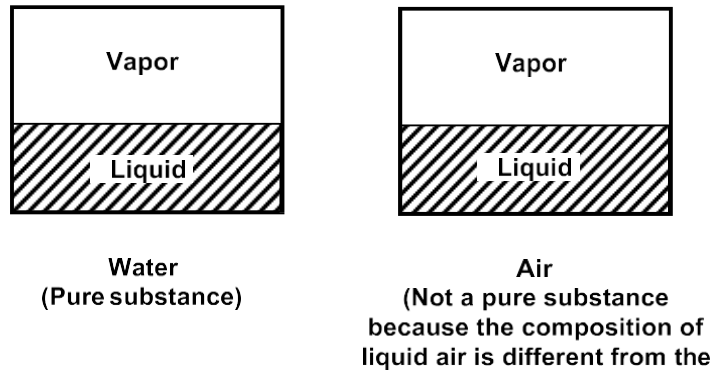 Vapor
Liquid
Water
(Pure substance)
Vapor
Liquid
Air
(Not a pure substance
because the composition of
liquid air is different from the